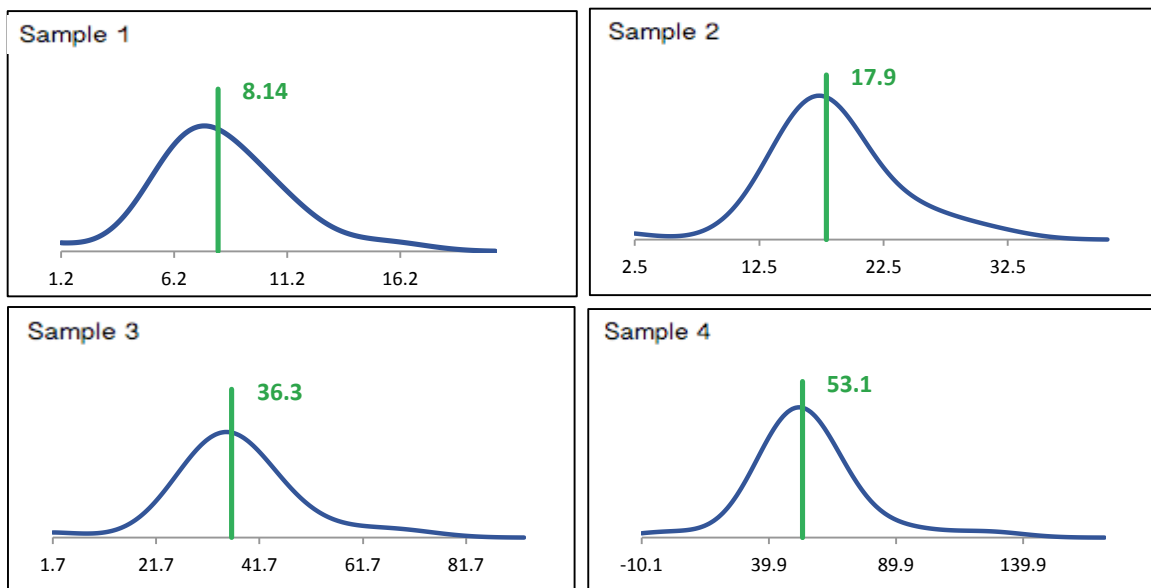 Sample 1
8.14
1.2 6.2 11.2 16.2
Sample 2
17.9
2.5 12.5 22.5 32.5
Sample 3
36.3
1.7 21.7 41.7 61.7 81.7
Sample 4
53.1
-10.1 39.9 89.9 139.9